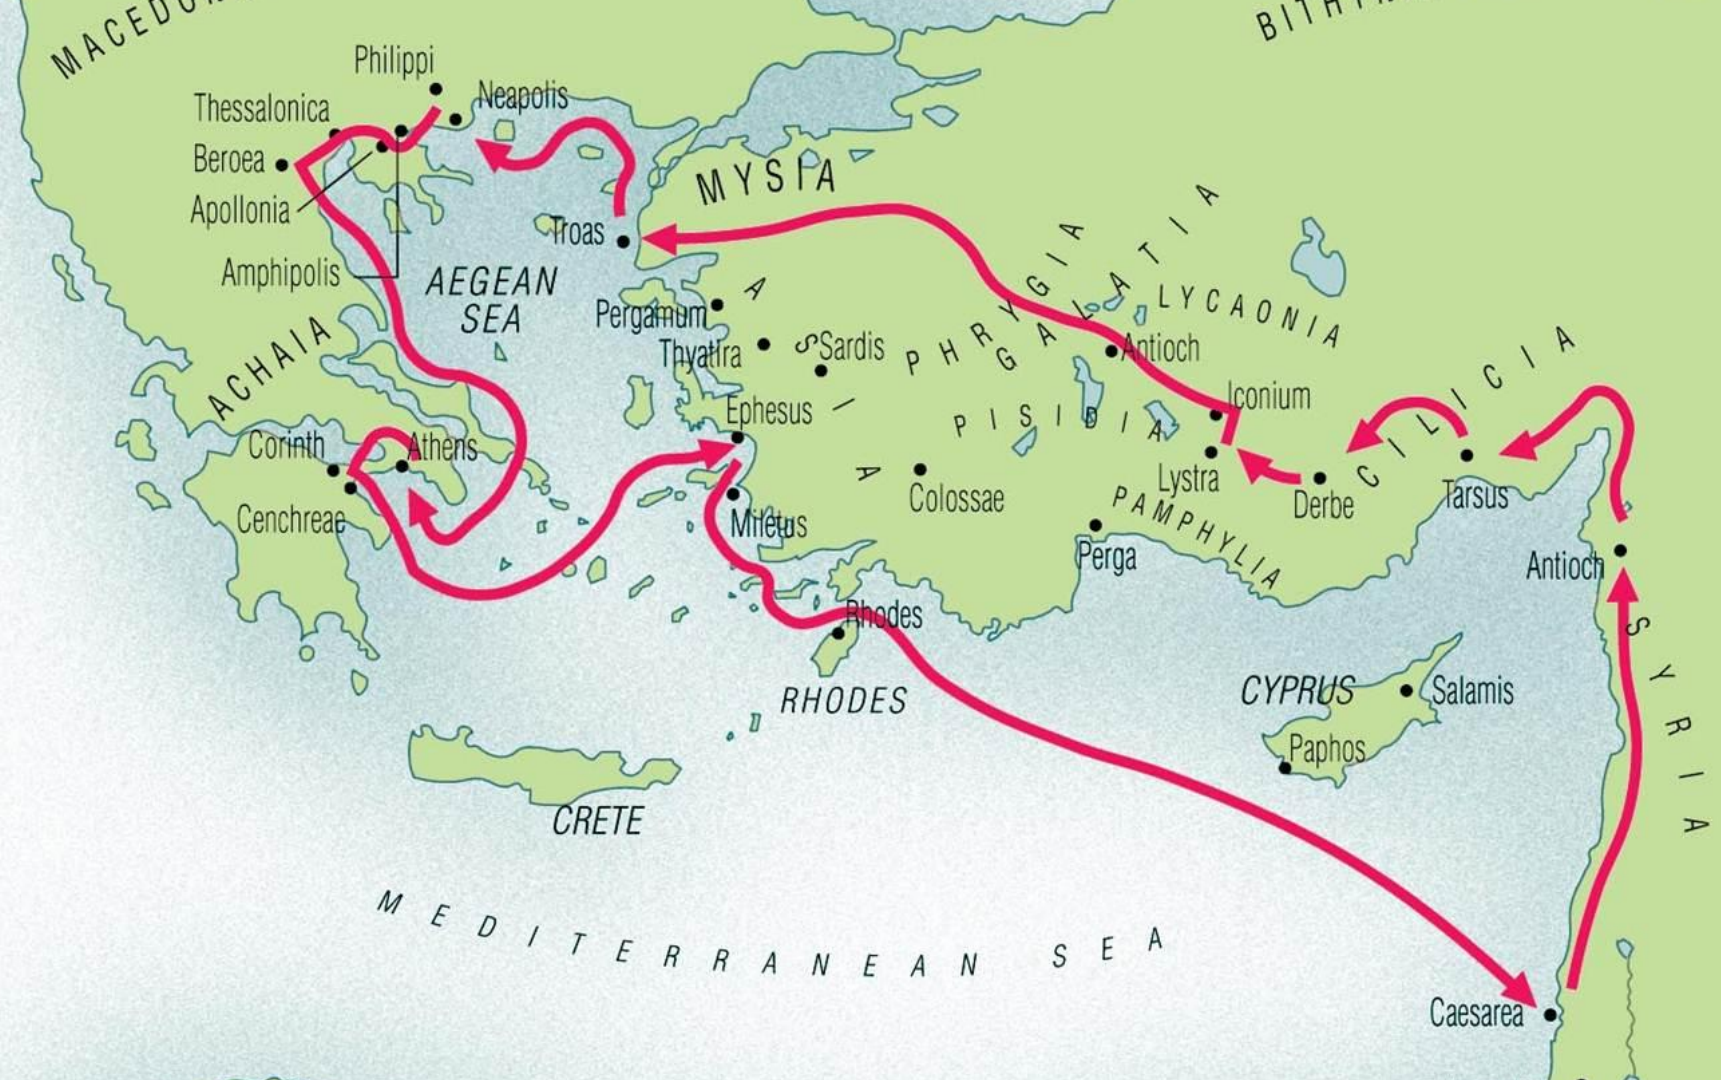 MACEDON
BITHYN
Philippi
Neapolis
Thessalonica
Beroea
Apollonia
Amphipolis
MYSIA
Troas
AEGEAN
SEA
PHRYGIA
GALATIA
LYCAONIA
Pergamum
Thyatira
Sardis
ASIA
Antioch
ACHAIA
Ephesus
PISIDIA
Iconium
CILICIA
Corinth
Athens
Cenchreae
Colossae
Lystra
Derbe
Tarsus
Miletus
PAMPHYLIA
Perga
Antioch
Rhodes
RHODES
CYPRUS
Salamis
Paphos
SYRIA
CRETE
MEDITERRANEAN SEA
Caesarea